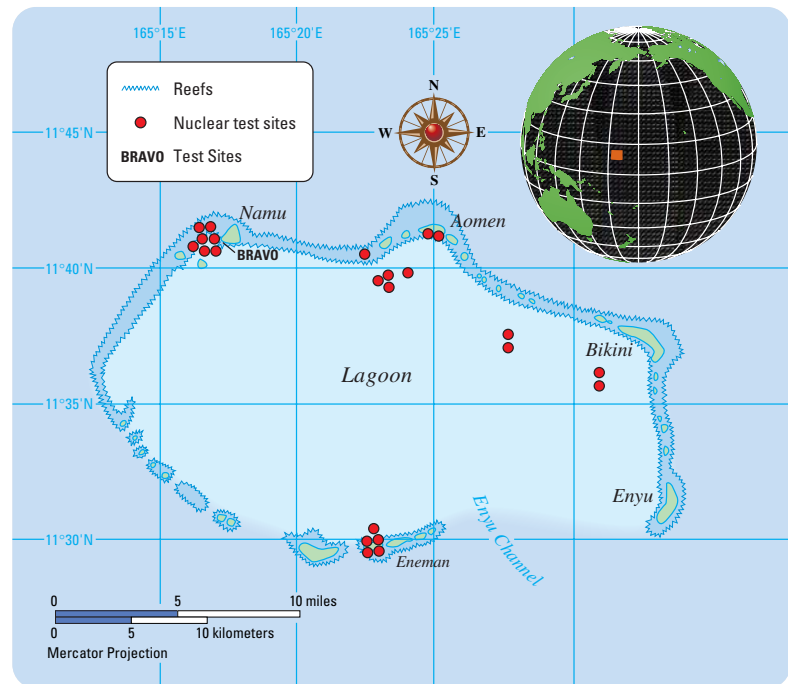 165°15'E 165°20'E 165°25'E
Reefs
Nuclear test sites
BRAVO Test Sites
N
W E
S
11°45'N
Namu
Aomen
BRAVO
11°40'N
Bikini
Lagoon
11°35'N
Enyu
Enyu Channel
11°30'N
Eneman
0 5 10 miles
0 5 10 kilometers
Mercator Projection